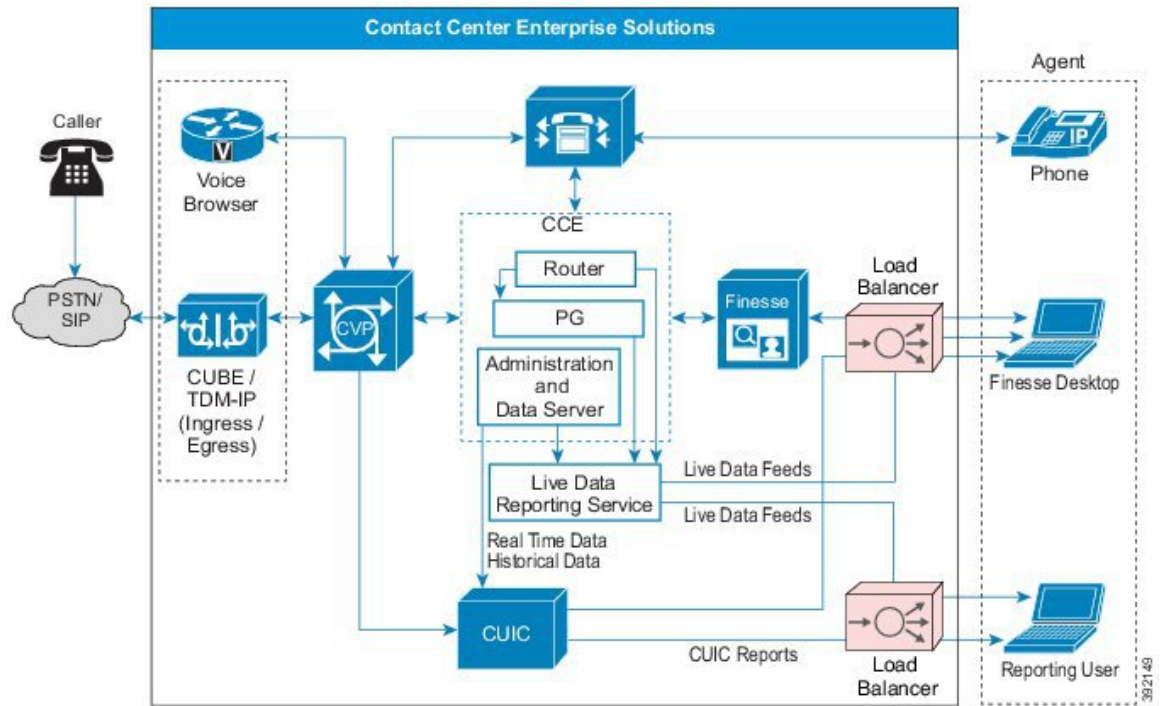 Contact Center Enterprise Solutions
Caller
PSTN/
SIP
V
Voice
Browser
CUBE /
TDM-IP
(Ingress /
Egress)
CVP
CCE
Router
PG
Administration
and
Data Server
Live Data
Reporting Service
Real Time Data
Historical Data
CUIC
Finesse
Load
Balancer
Live Data Feeds
Live Data Feeds
CUIC Reports
Load
Balancer
Agent
IP
Phone
Finesse Desktop
Reporting User
392149